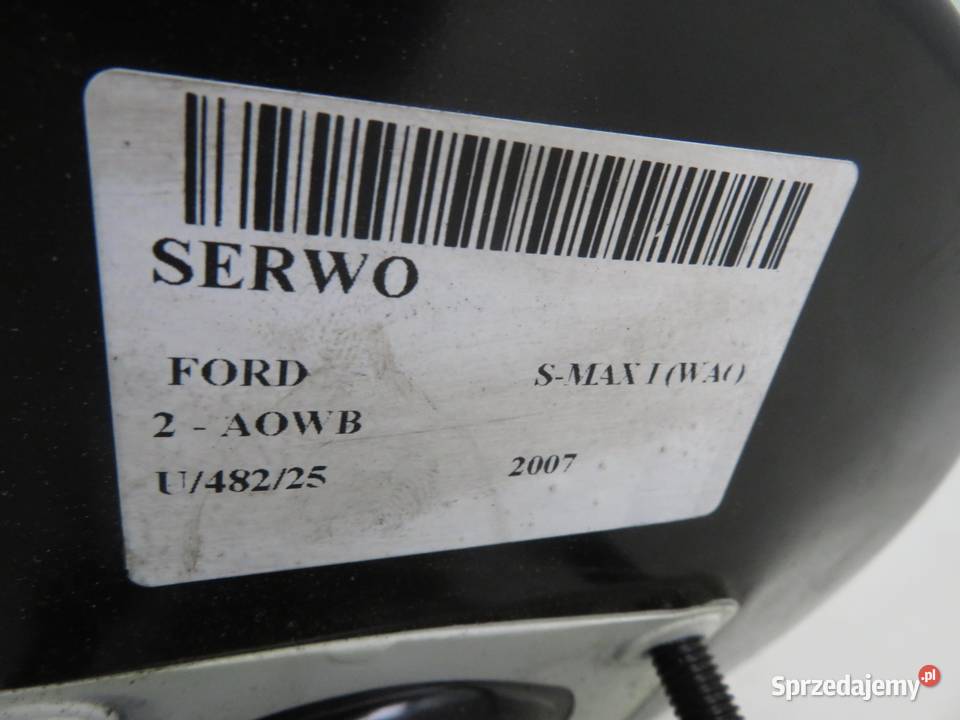 SERWO
FORD S-MAX I (WA6)
2 - AOWB
U/482/25 2007
Sprzedajemy.pl